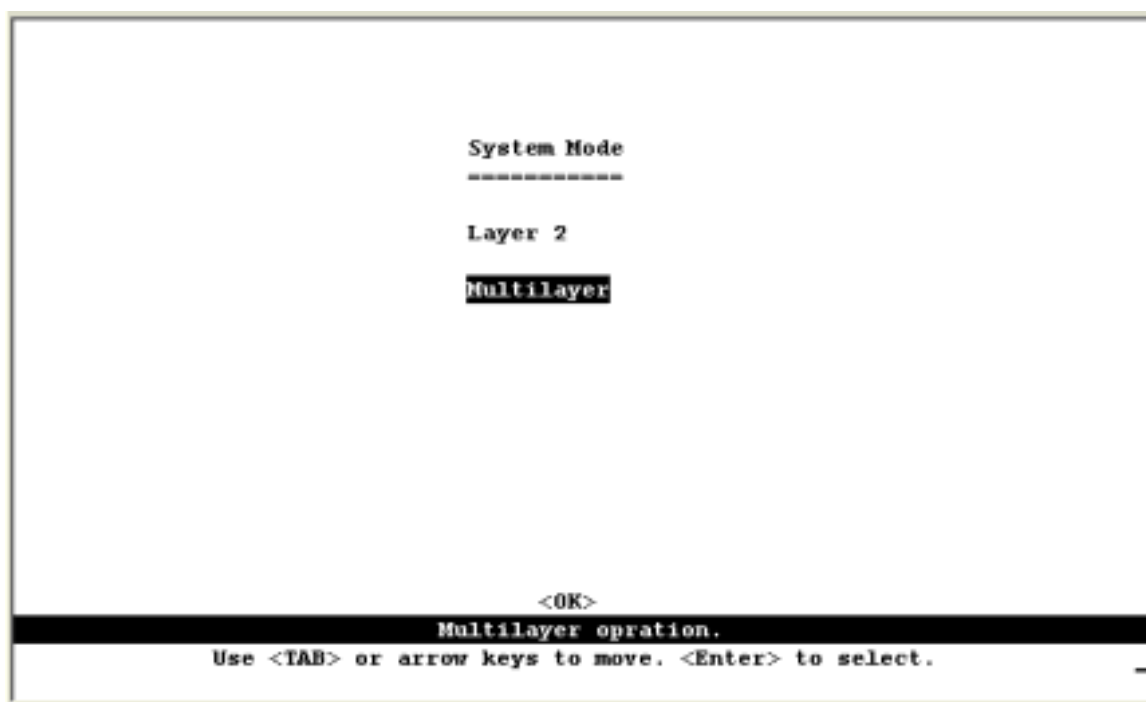 System Mode
===========
Layer 2
Multilayer
<OK>
Multilayer opration.
Use <TAB> or arrow keys to move. <Enter> to select.